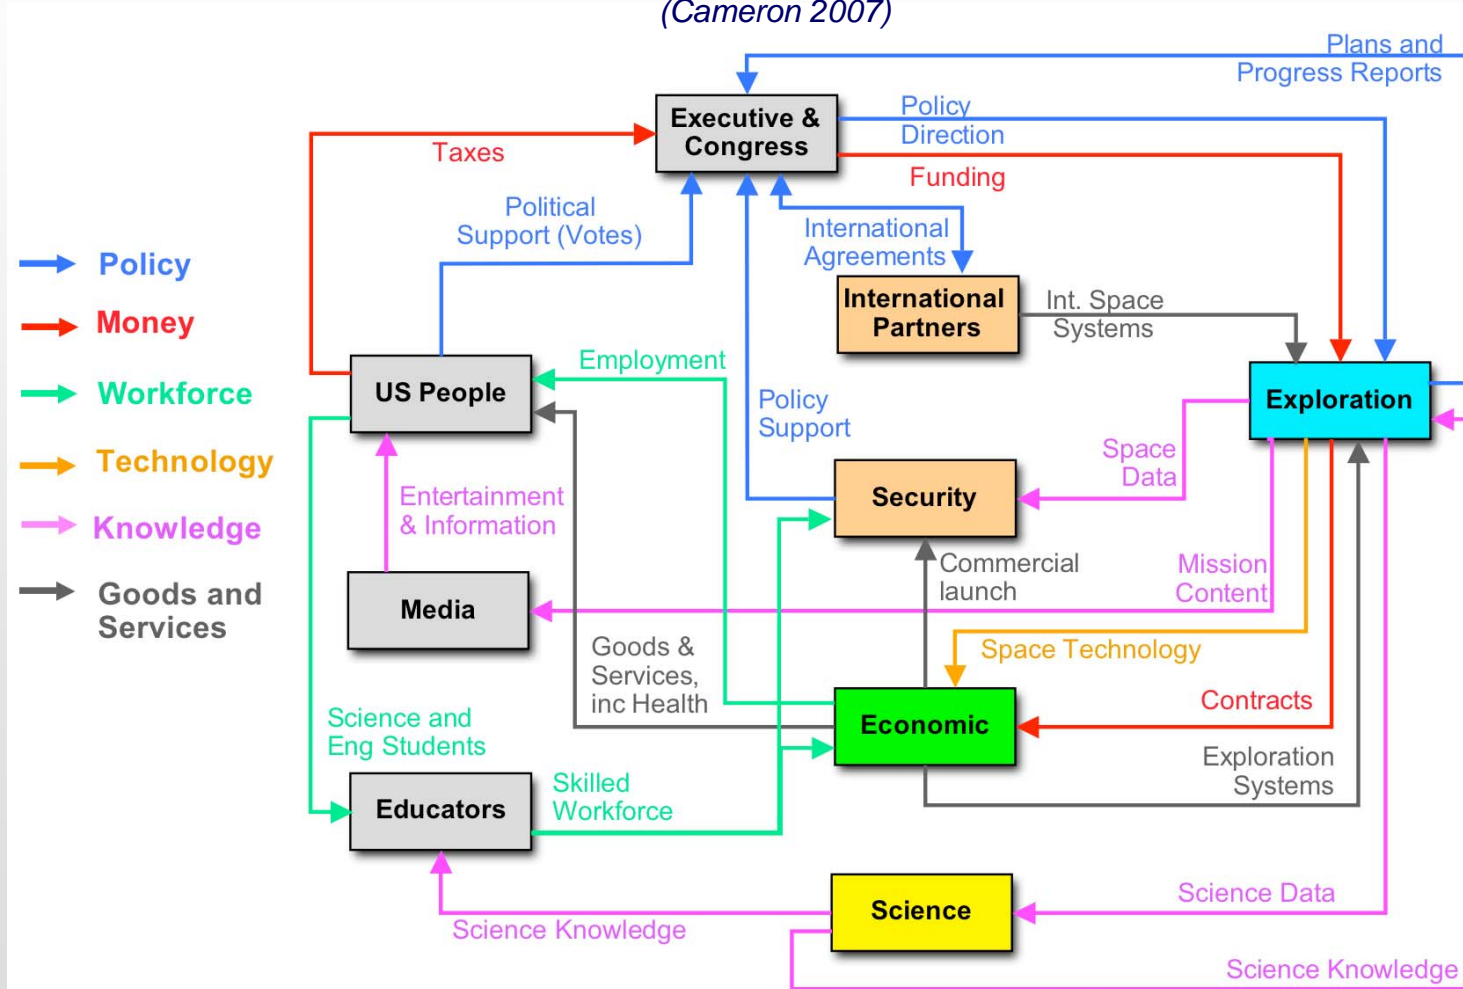 (Cameron 2007)
Plans and
Progress Reports
Executive &
Congress
Policy
Direction
Taxes
Funding
Political
Support (Votes)
International
Agreements
Policy
Money
Workforce
Technology
Knowledge
Goods and
Services
International
Partners
Int. Space
Systems
US People
Employment
Exploration
Policy
Support
Space
Data
Security
Entertainment
& Information
Commercial
launch
Mission
Content
Media
Goods &
Services,
inc Health
Space Technology
Economic
Contracts
Science and
Eng Students
Exploration
Systems
Educators
Skilled
Workforce
Science
Science Data
Science Knowledge
Science Knowledge